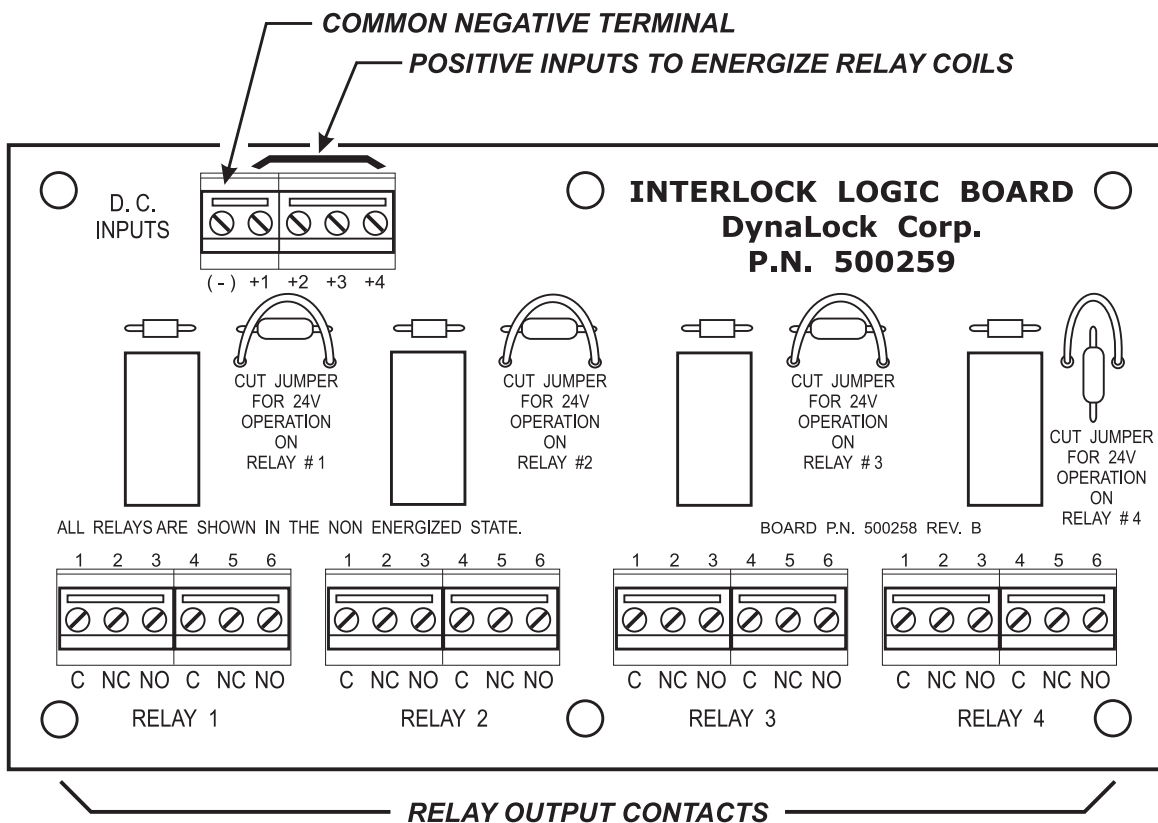 COMMON NEGATIVE TERMINAL
POSITIVE INPUTS TO ENERGIZE RELAY COILS
D. C.
INPUTS
(-) +1 +2 +3 +4
INTERLOCK LOGIC BOARD
DynaLock Corp.
P.N. 500259
CUT JUMPER
FOR 24V
OPERATION
ON
RELAY #1
CUT JUMPER
FOR 24V
OPERATION
ON
RELAY #2
CUT JUMPER
FOR 24V
OPERATION
ON
RELAY #3
CUT JUMPER
FOR 24V
OPERATION
ON
RELAY #4
ALL RELAYS ARE SHOWN IN THE NON ENERGIZED STATE.
BOARD P.N. 500258 REV. B
1 2 3 4 5 6
C NC NO C NC NO
RELAY 1
1 2 3 4 5 6
C NC NO C NC NO
RELAY 2
1 2 3 4 5 6
C NC NO C NC NO
RELAY 3
1 2 3 4 5 6
C NC NO C NC NO
RELAY 4
RELAY OUTPUT CONTACTS